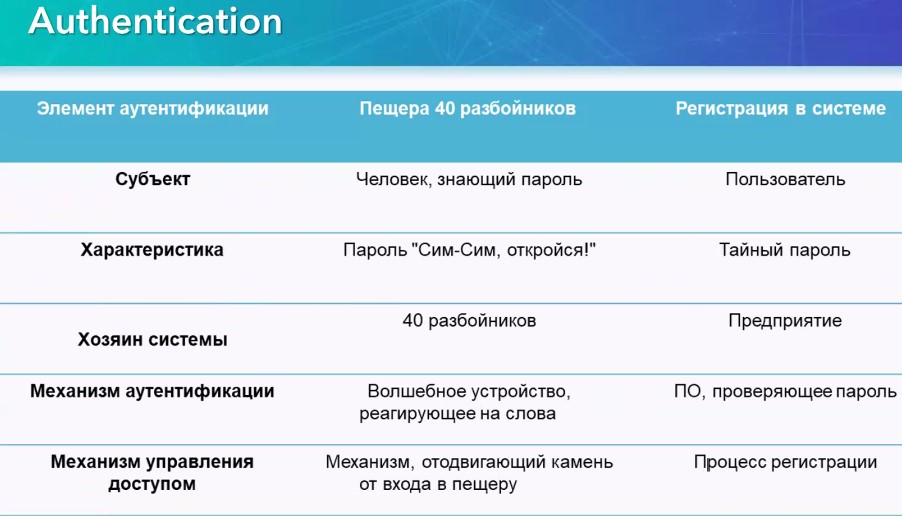 Authentication
Элемент аутентификации Пещера 40 разбойников Регистрация в системе
Субъект Человек, знающий пароль Пользователь
Характеристика Пароль "Сим-Сим, откройся!" Тайный пароль
Хозяин системы 40 разбойников Предприятие
Механизм аутентификации Волшебное устройство, ПО, проверяющее пароль
реагирующее на слова
Механизм управления Механизм, отодвигающий камень Процесс регистрации
доступом от входа в пещеру